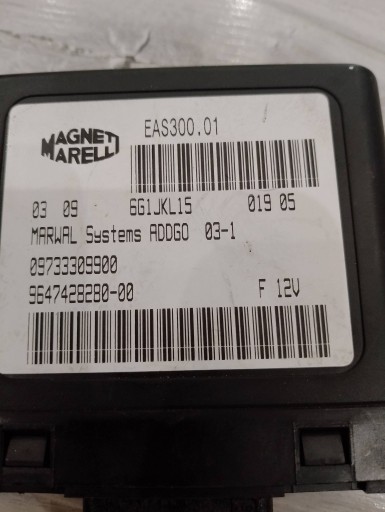 MAGNETI
MARELLI
EAS300.01
03 09 6G1JKL15 019 05
MARWAL Systems ADDGO 03-1
09733309900
9647428280-00 F 12V